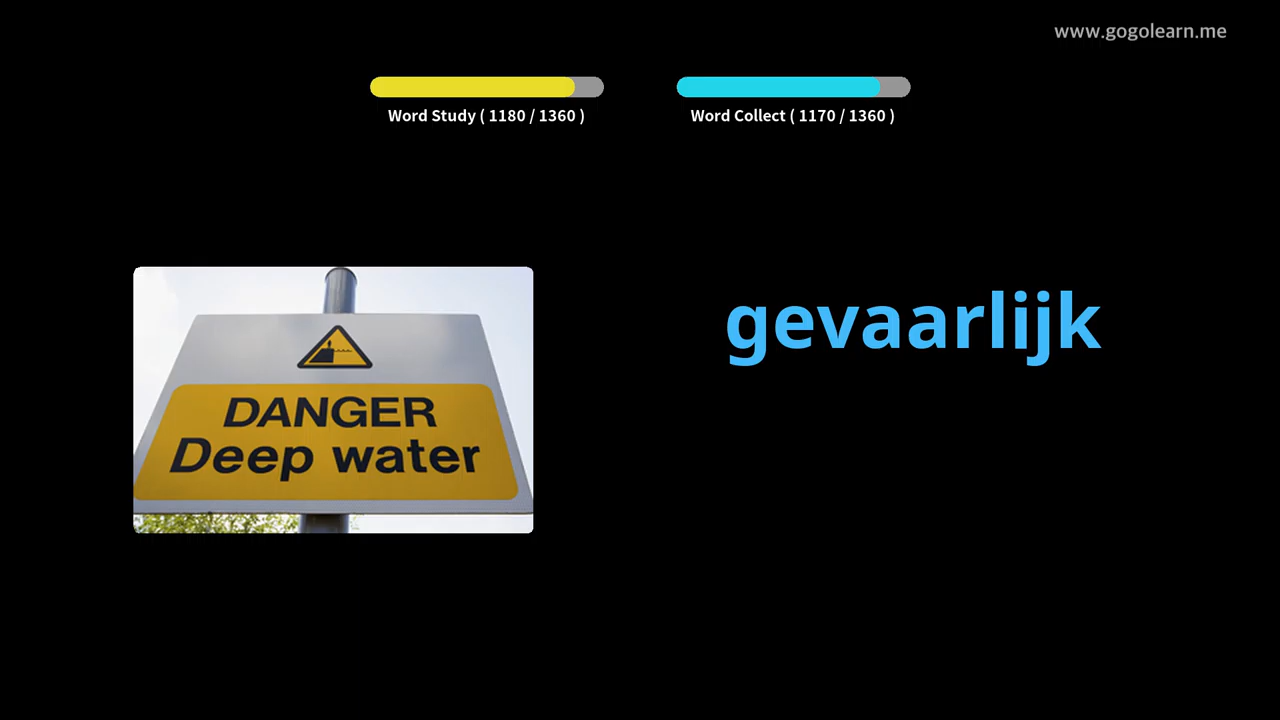 www.gogolearn.me
Word Study ( 1180 / 1360 )
Word Collect ( 1170 / 1360 )
gevaarlijk
DANGER
Deep water